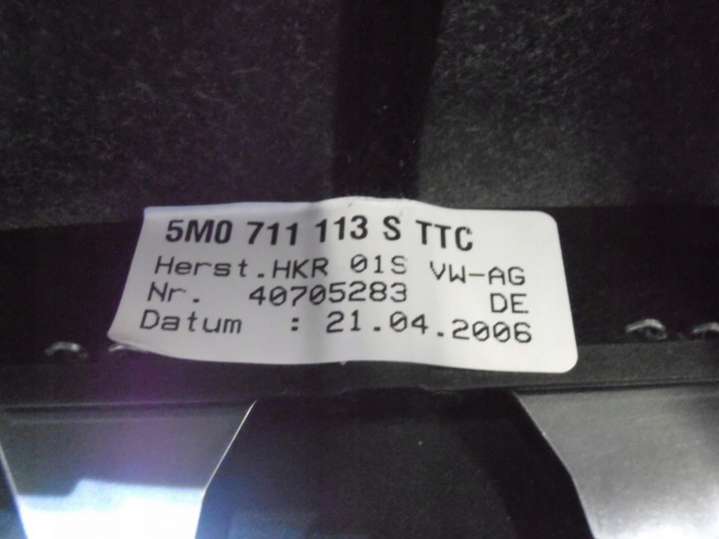 5M0 711 113 S TTC
Herst.HKR 01S VW-AG
Nr. 40705283 DE
Datum : 21.04.2006